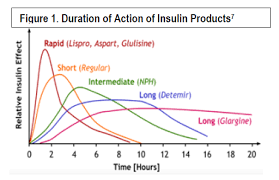 Figure 1. Duration of Action of Insulin Products⁷
Rapid (Lispro, Aspart, Glulisine)
Short (Regular)
Intermediate (NPH)
Long (Detemir)
Long (Glargine)
Relative Insulin Effect
0 2 4 6 8 10 12 14 16 18 20
Time [Hours]